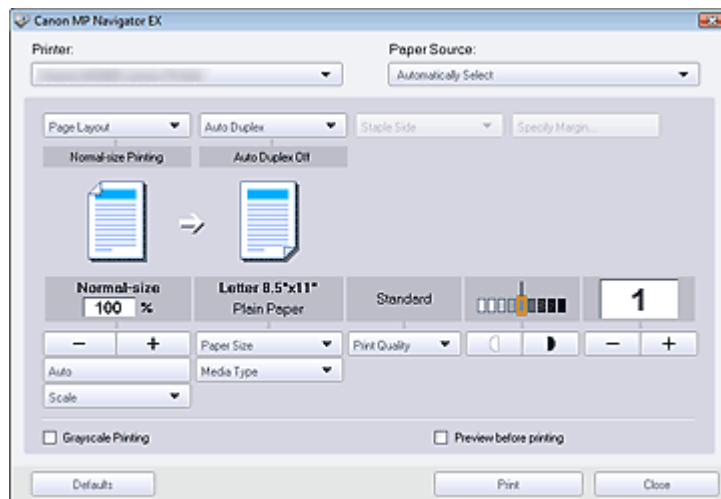 Canon MP Navigator EX
Printer: Paper Source:
Automatically Select
Page Layout Auto Duplex Staple Side Specify Margin...
Normal-size Printing Auto Duplex Off
Normal-size Letter 8.5"x11" Standard 1
100 % Plain Paper
− + Paper Size Print Quality − +
Auto Media Type
Scale
Grayscale Printing Preview before printing
Defaults Print Close